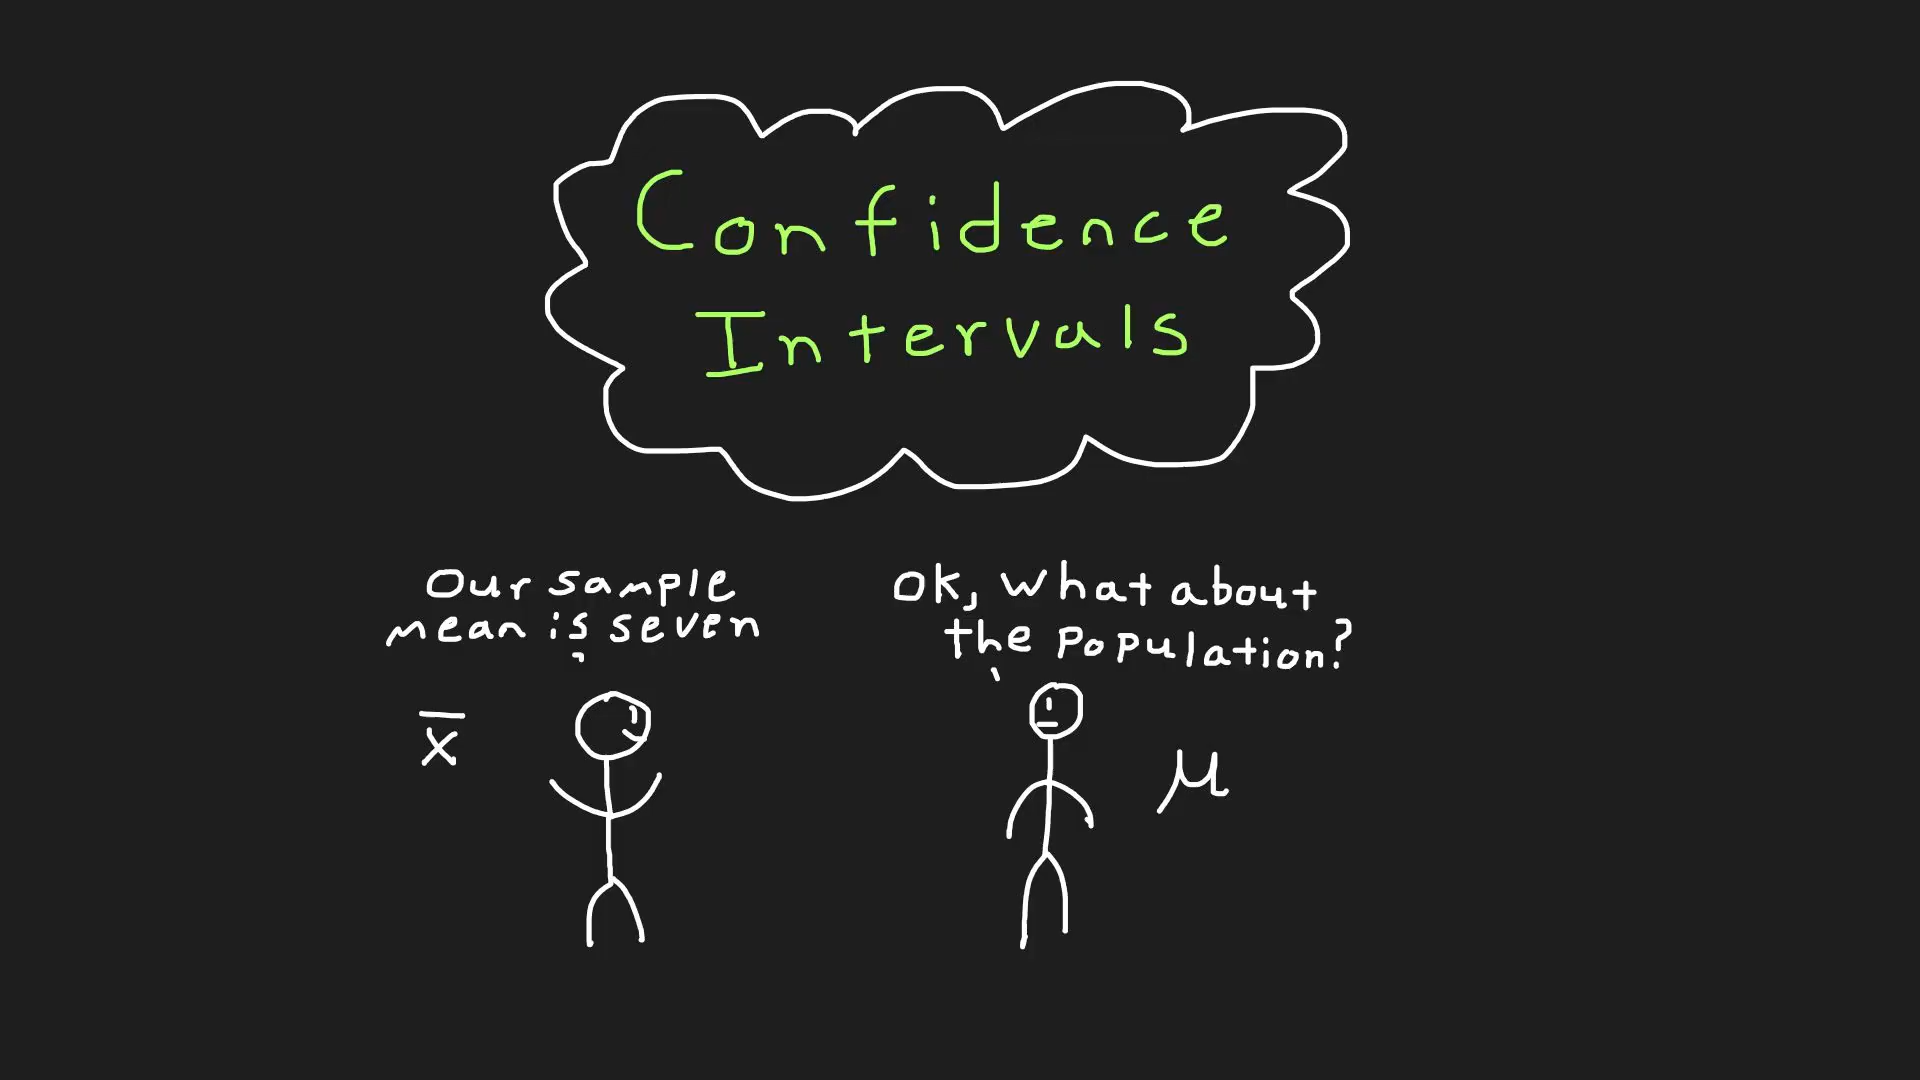 Confidence
Intervals
Our sample
mean is seven
Ok, what about
the population?
x̄
μ